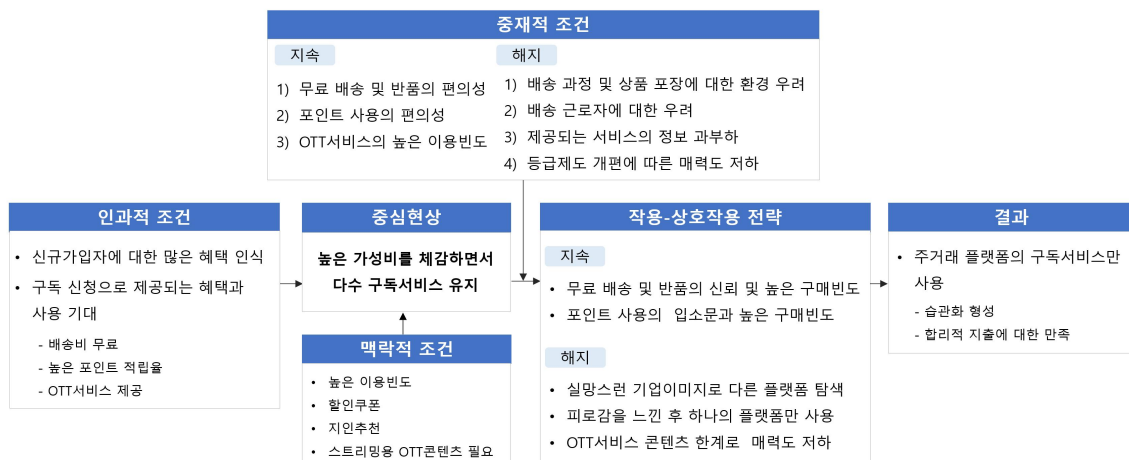 중재적 조건
지속
1) 무료 배송 및 반품의 편의성
2) 포인트 사용의 편의성
3) OTT서비스의 높은 이용빈도
해지
1) 배송 과정 및 상품 포장에 대한 환경 우려
2) 배송 근로자에 대한 우려
3) 제공되는 서비스의 정보 과부하
4) 등급제도 개편에 따른 매력도 저하
인과적 조건
• 신규가입자에 대한 많은 혜택 인식
• 구독 신청으로 제공되는 혜택과
사용 기대
- 배송비 무료
- 높은 포인트 적립율
- OTT서비스 제공
중심현상
높은 가성비를 체감하면서
다수 구독서비스 유지
맥락적 조건
• 높은 이용빈도
• 할인쿠폰
• 지인추천
• 스트리밍용 OTT콘텐츠 필요
작용-상호작용 전략
지속
• 무료 배송 및 반품의 신뢰 및 높은 구매빈도
• 포인트 사용의 입소문과 높은 구매빈도
해지
• 실망스런 기업이미지로 다른 플랫폼 탐색
• 피로감을 느낀 후 하나의 플랫폼만 사용
• OTT서비스 콘텐츠 한계로 매력도 저하
결과
• 주거래 플랫폼의 구독서비스만
사용
- 습관화 형성
- 합리적 지출에 대한 만족